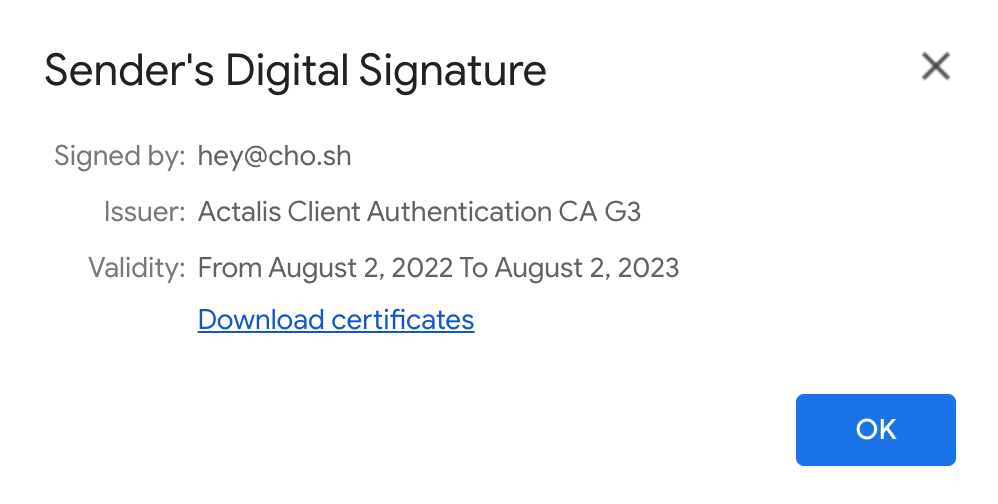 Sender's Digital Signature
Signed by: hey@cho.sh
Issuer: Actalis Client Authentication CA G3
Validity: From August 2, 2022 To August 2, 2023
Download certificates
OK